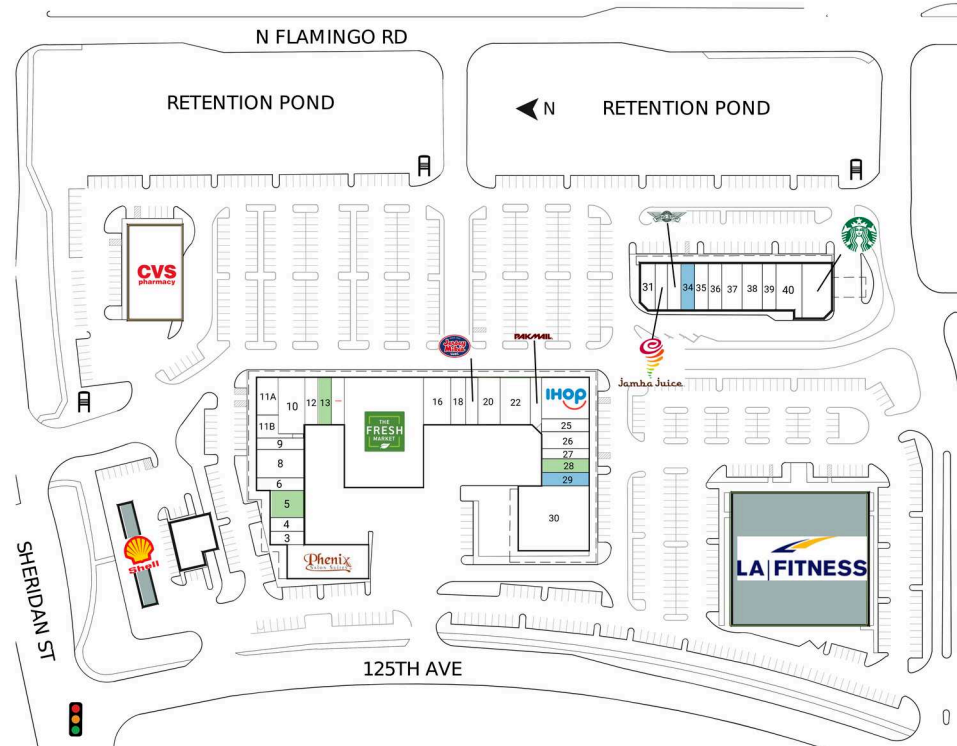 N FLAMINGO RD
RETENTION POND
N
RETENTION POND
CVS
pharmacy
31
34
35
36
37
38
39
40
Jamba Juice
PAKMAIL
11A
11B
10
12
13
THE
FRESH
MARKET
16
18
20
22
IHOP
25
26
27
28
29
30
9
8
6
5
4
3
Phenix
Salon Suites
Shell
LA FITNESS
SHERIDAN ST
125TH AVE